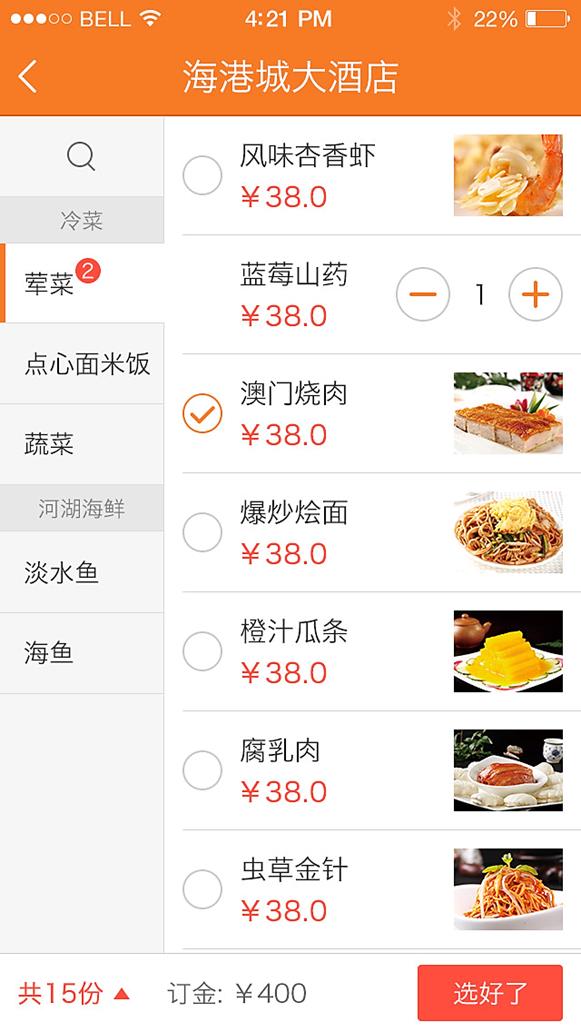 BELL 4:21 PM 22%
海港城大酒店
冷菜
荤菜 2
点心面米饭
蔬菜
河湖海鲜
淡水鱼
海鱼
风味杏香虾
￥38.0
蓝莓山药
￥38.0
1
澳门烧肉
￥38.0
爆炒烩面
￥38.0
橙汁瓜条
￥38.0
腐乳肉
￥38.0
虫草金针
￥38.0
共15份 订金: ￥400 选好了